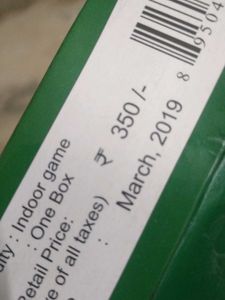 8 9504
ity : Indoor game
: One Box
etail Price: ₹ 350 /-
e of all taxes)
: March, 2019